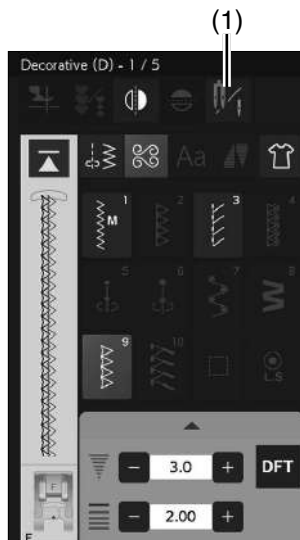 (1)
Decorative (D) - 1 / 5
Aa
1 2 3 4
M
5 6 7 8
9 10
L S
3.0
DFT
2.00
F
F